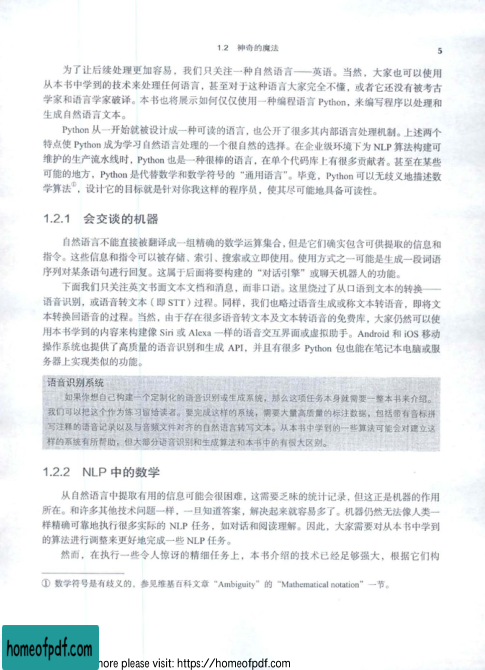 1.2 神奇的魔法
5
为了让后续处理更加容易，我们只关注一种自然语言——英语。当然，大家也可以使用
从本书中学到的技术来处理任何语言，甚至对于这种语言大家完全不懂，或者它还没有被考古
学家和语言学家破译。本书也将展示如何仅仅使用一种编程语言 Python，来编写程序以处理和
生成自然语言文本。
Python 从一开始就被设计成一种可读的语言，也公开了很多其内部语言处理机制。上述两个
特点使 Python 成为学习自然语言处理的一个很自然的选择。在企业级环境下为 NLP 算法构建可
维护的生产流水线时，Python 也是一种很棒的语言，在单个代码库上有很多贡献者。甚至在某些
可能的地方，Python 是代替数学和数学符号的“通用语言”。毕竟，Python 可以无歧义地描述数
学算法①，设计它的目标就是针对你我这样的程序员，使其尽可能地具备可读性。
1.2.1 会交谈的机器
自然语言不能直接被翻译成一组精确的数学运算集合，但是它们确实包含可供提取的信息和
指令。这些信息和指令可以被存储、索引、搜索或立即使用。使用方式之一可能是生成一段词语
序列对某条语句进行回复。这属于后面将要构建的“对话引擎”或聊天机器人的功能。
下面我们只关注英文书面文本文档和消息，而非口语。这里绕过了从口语到文本的转换——
语音识别，或语音转文本（即 STT）过程。同样，我们也略过语音生成或称文本转语音，即将文
本转换回语音的过程。当然，由于存在很多语音转文本及文本转语音的免费库，大家仍然可以使
用本书学到的内容来构建像 Siri 或 Alexa 一样的语音交互界面或虚拟助手。Android 和 iOS 移动
操作系统也提供了高质量的语音识别和生成 API，并且有很多 Python 包也能在笔记本电脑或服
务器上实现类似的功能。
语音识别系统
如果你想自己构建一个定制化的语音识别或生成系统，那么这项任务本身就需要一整本书来介绍。
我们可以把这个作为练习留给读者。要完成这样的系统，需要大量高质量的标注数据，包括带有音标拼
写注释的语音记录以及与音频文件对齐的自然语言转写文本。从本书中学到的一些算法可能会对建立这
样的系统有所帮助，但大部分语音识别和生成算法和本书中的有很大区别。
1.2.2 NLP 中的数学
从自然语言中提取有用的信息可能会很困难，这需要乏味的统计记录，但这正是机器的作用
所在。和许多其他技术问题一样，一旦知道答案，解决起来就容易多了。机器仍然无法像人类一
样精确可靠地执行很多实际的 NLP 任务，如对话和阅读理解。因此，大家需要对从本书中学到
的算法进行调整来更好地完成一些 NLP 任务。
然而，在执行一些令人惊讶的精细任务上，本书介绍的技术已经足够强大，根据它们构
① 数学符号是有歧义的、参见维基百科文章“Ambiguity”的“Mathematical notation”一节。
homeofpdf.com
more please visit: https://homeofpdf.com